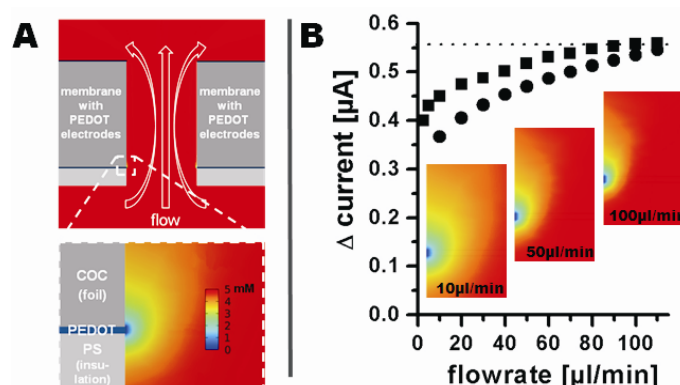 A
membrane
with
PEDOT
electrodes
membrane
with
PEDOT
electrodes
flow
COC
(foil)
PEDOT
PS
(insu-
lation)
5 mM
4
3
2
1
0
B
Δ current [µA]
0.6
0.5
0.4
0.3
0.2
0.1
0.0
10µl/min
50µl/min
100µl/min
0 20 40 60 80 100 120
flowrate [µl/min]